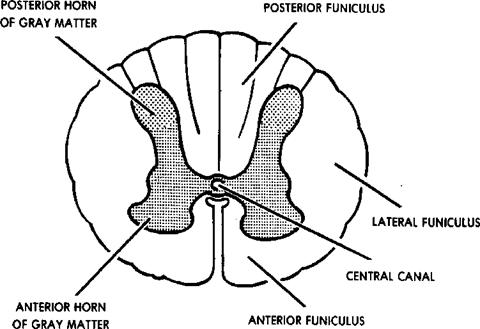 POSTERIOR HORN
OF GRAY MATTER
POSTERIOR FUNICULUS
LATERAL FUNICULUS
CENTRAL CANAL
ANTERIOR HORN
OF GRAY MATTER
ANTERIOR FUNICULUS